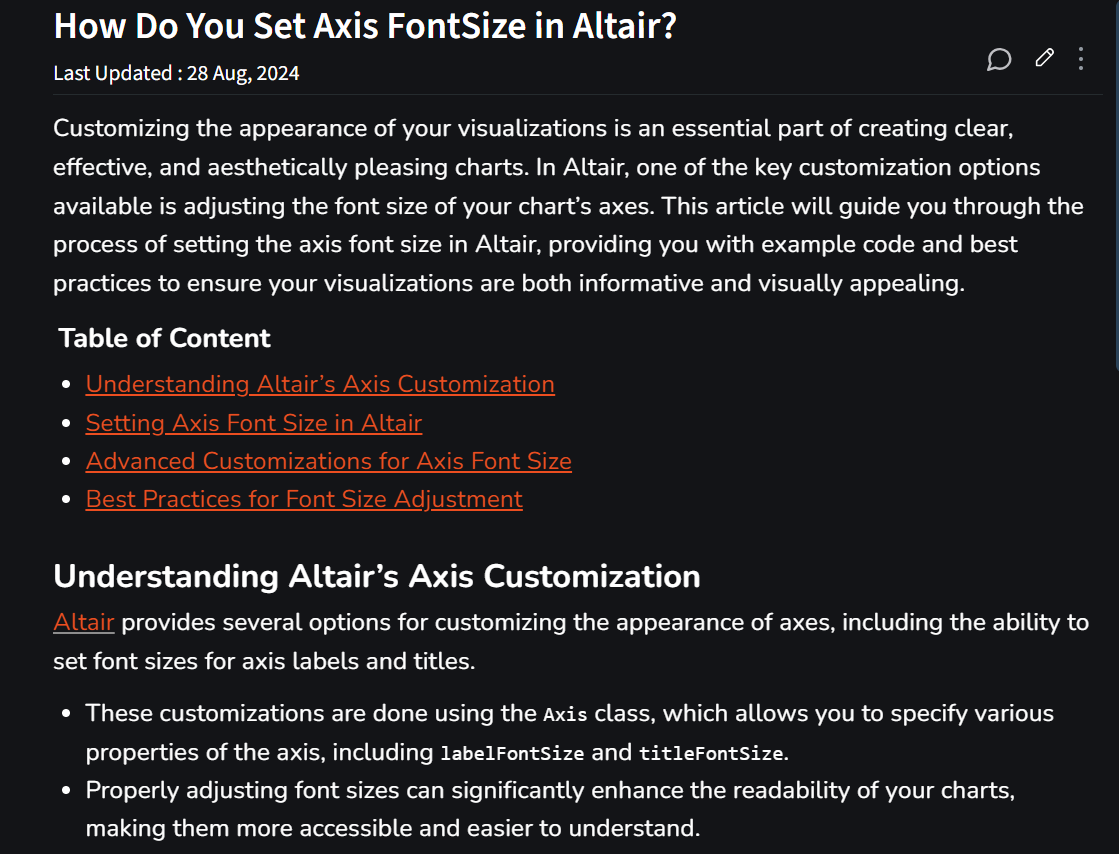 How Do You Set Axis FontSize in Altair?
Last Updated : 28 Aug, 2024
Customizing the appearance of your visualizations is an essential part of creating clear,
effective, and aesthetically pleasing charts. In Altair, one of the key customization options
available is adjusting the font size of your chart’s axes. This article will guide you through the
process of setting the axis font size in Altair, providing you with example code and best
practices to ensure your visualizations are both informative and visually appealing.
Table of Content
• Understanding Altair’s Axis Customization
• Setting Axis Font Size in Altair
• Advanced Customizations for Axis Font Size
• Best Practices for Font Size Adjustment
Understanding Altair’s Axis Customization
Altair provides several options for customizing the appearance of axes, including the ability to
set font sizes for axis labels and titles.
• These customizations are done using the Axis class, which allows you to specify various
properties of the axis, including labelFontSize and titleFontSize.
• Properly adjusting font sizes can significantly enhance the readability of your charts,
making them more accessible and easier to understand.